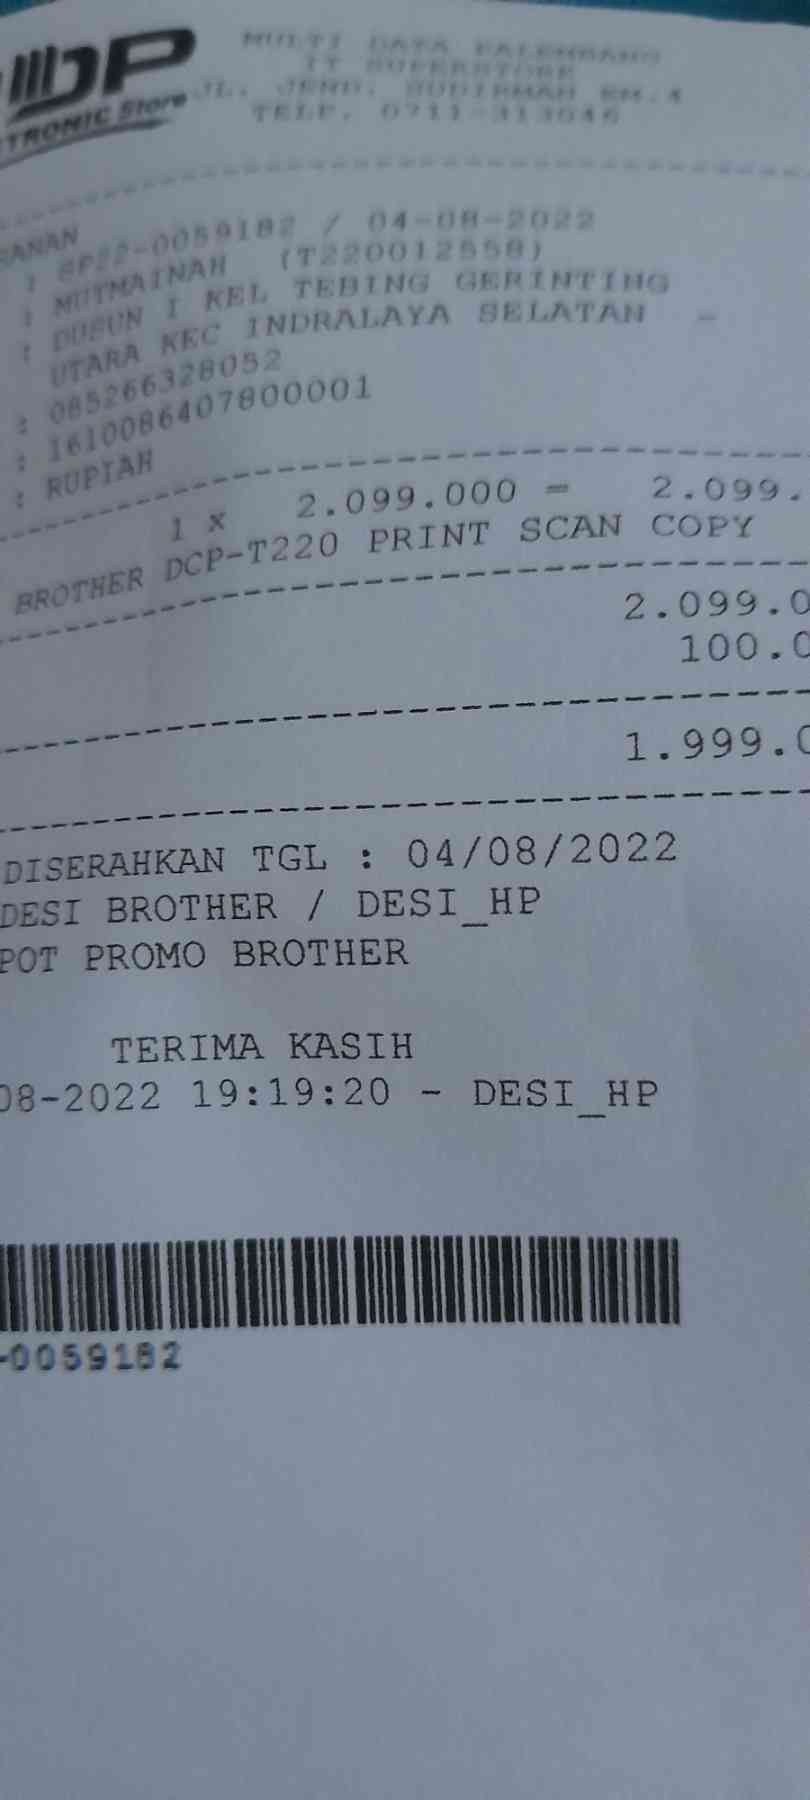 DP
TRONIC Store
MULTI DATA PALEMBANG
IT SUPERSTORE
JL. JEND. SUDIRMAN KM.4
TELP. 0711-313046
: SP22-0059182 / 04-08-2022
: MUTMAINAH (T220012558)
: DUSUN I KEL TEBING GERINTING
UTARA KEC INDRALAYA SELATAN -
: 085266328052
: 1610086407800001
: RUPIAH
1 x 2.099.000 = 2.099.
BROTHER DCP-T220 PRINT SCAN COPY
2.099.0
100.0
1.999.0
DISERAHKAN TGL : 04/08/2022
DESI BROTHER / DESI_HP
POT PROMO BROTHER
TERIMA KASIH
08-2022 19:19:20 - DESI_HP
-0059182